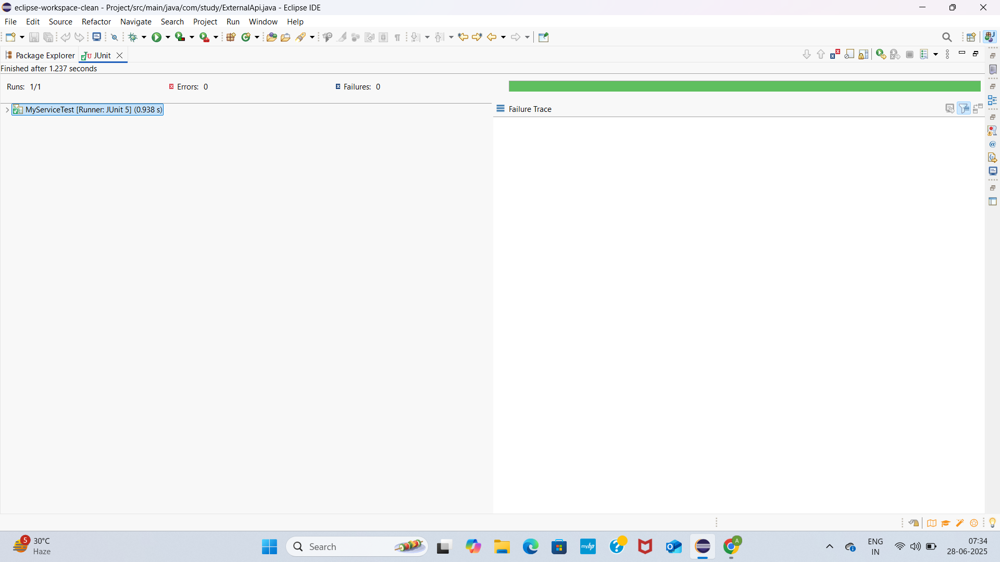 eclipse-workspace-clean - Project/src/main/java/com/study/ExternalApi.java - Eclipse IDE
File Edit Source Refactor Navigate Search Project Run Window Help
Package Explorer JUnit
Finished after 1.237 seconds
Runs: 1/1 Errors: 0 Failures: 0
MyServiceTest [Runner: JUnit 5] (0.938 s)
Failure Trace
5
30°C
Haze
Search
myhp
A
ENG
IN
07:34
28-06-2025